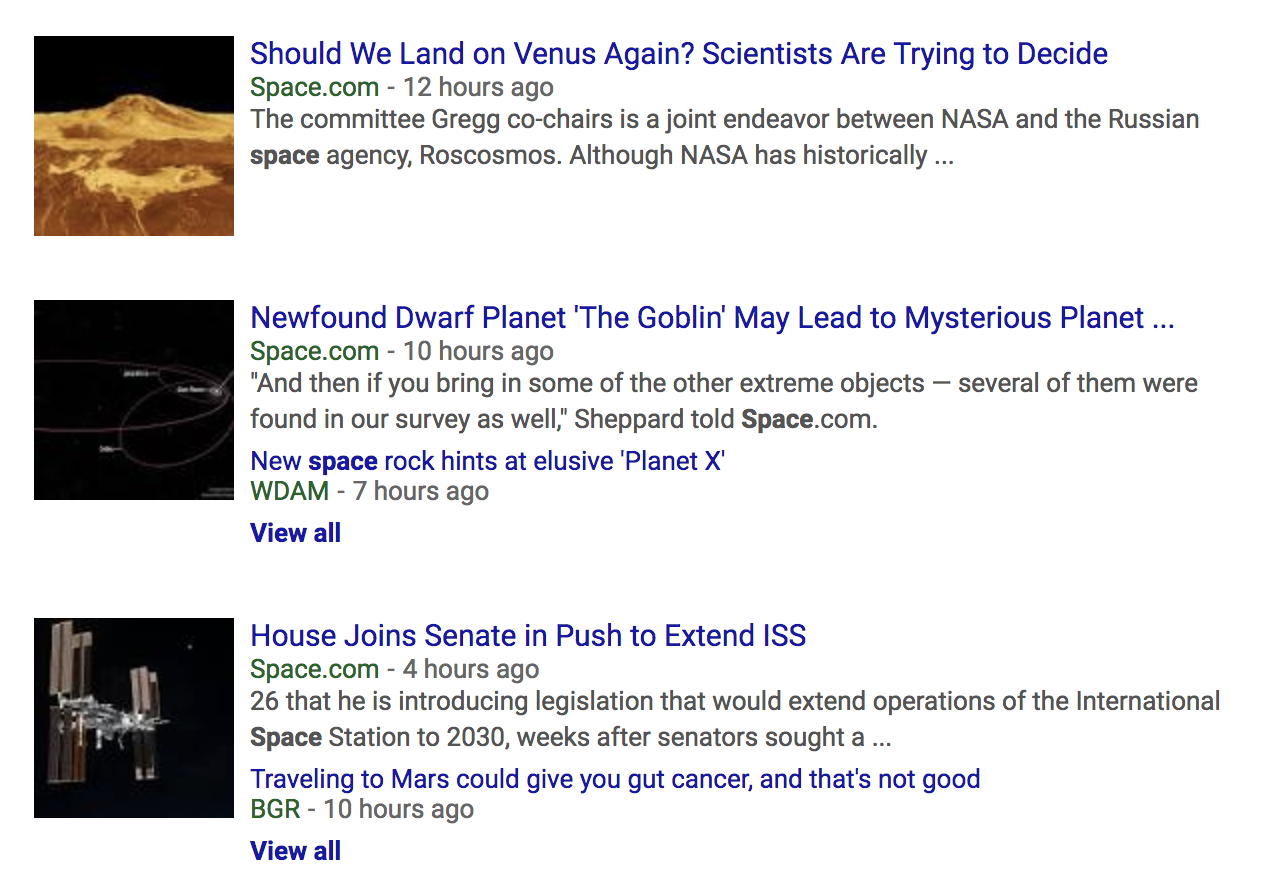 Should We Land on Venus Again? Scientists Are Trying to Decide
Space.com - 12 hours ago
The committee Gregg co-chairs is a joint endeavor between NASA and the Russian
space agency, Roscosmos. Although NASA has historically ...
Newfound Dwarf Planet 'The Goblin' May Lead to Mysterious Planet ...
Space.com - 10 hours ago
"And then if you bring in some of the other extreme objects — several of them were
found in our survey as well," Sheppard told Space.com.
New space rock hints at elusive 'Planet X'
WDAM - 7 hours ago
View all
House Joins Senate in Push to Extend ISS
Space.com - 4 hours ago
26 that he is introducing legislation that would extend operations of the International
Space Station to 2030, weeks after senators sought a ...
Traveling to Mars could give you gut cancer, and that's not good
BGR - 10 hours ago
View all